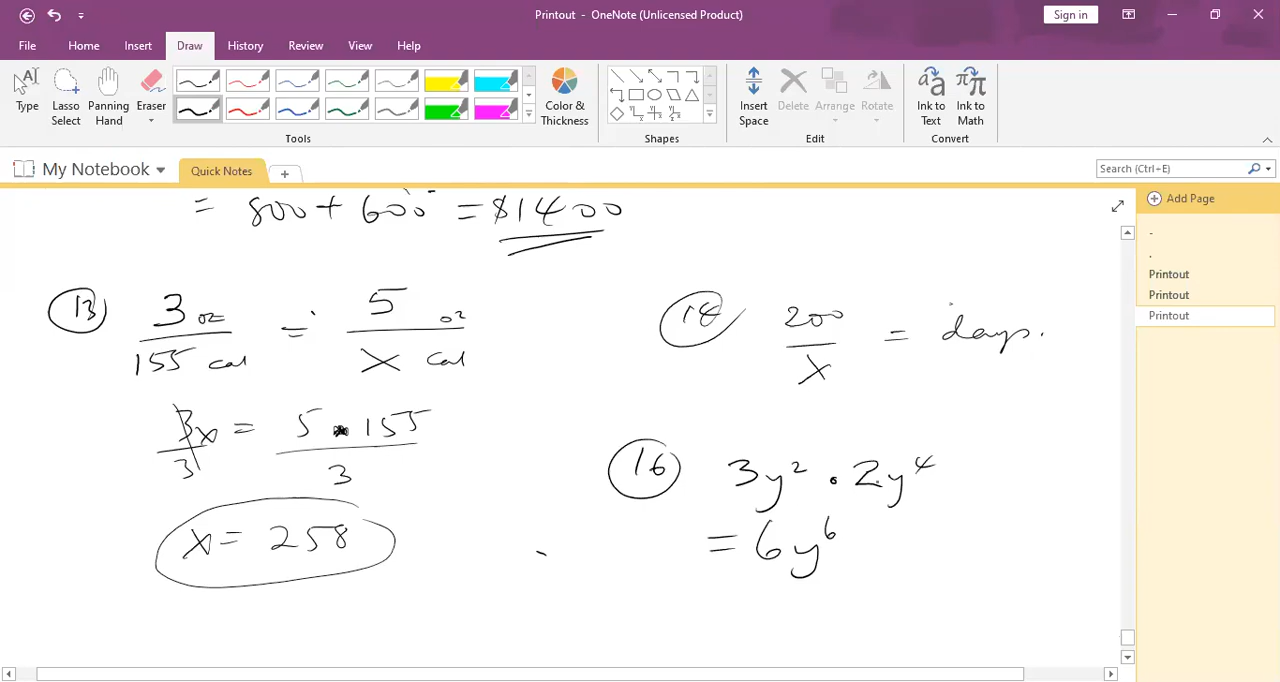 Printout - OneNote (Unlicensed Product)
Sign in
File Home Insert Draw History Review View Help
Type
Lasso Select
Panning Hand
Eraser
Color & Thickness
Insert Space
Delete
Arrange
Rotate
Ink to Text
Ink to Math
Tools
Shapes
Edit
Convert
My Notebook
Quick Notes
Search (Ctrl+E)
Add Page
-
.
Printout
Printout
Printout
= 800 + 600 = $1400
13
3 oz / 155 cal = 5 oz / x cal
3x / 3 = 5 • 155 / 3
x = 258
18
200 / x = days.
16
3y² • 2y⁴
= 6y⁶